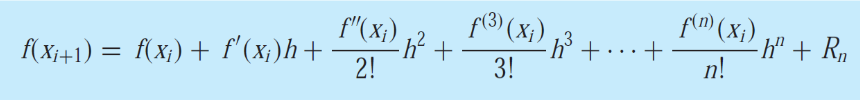 f(x_{i+1}) = f(x_i) + f'(x_i)h + \frac{f''(x_i)}{2!}h^2 + \frac{f^{(3)}(x_i)}{3!}h^3 + \cdots + \frac{f^{(n)}(x_i)}{n!}h^n + R_n